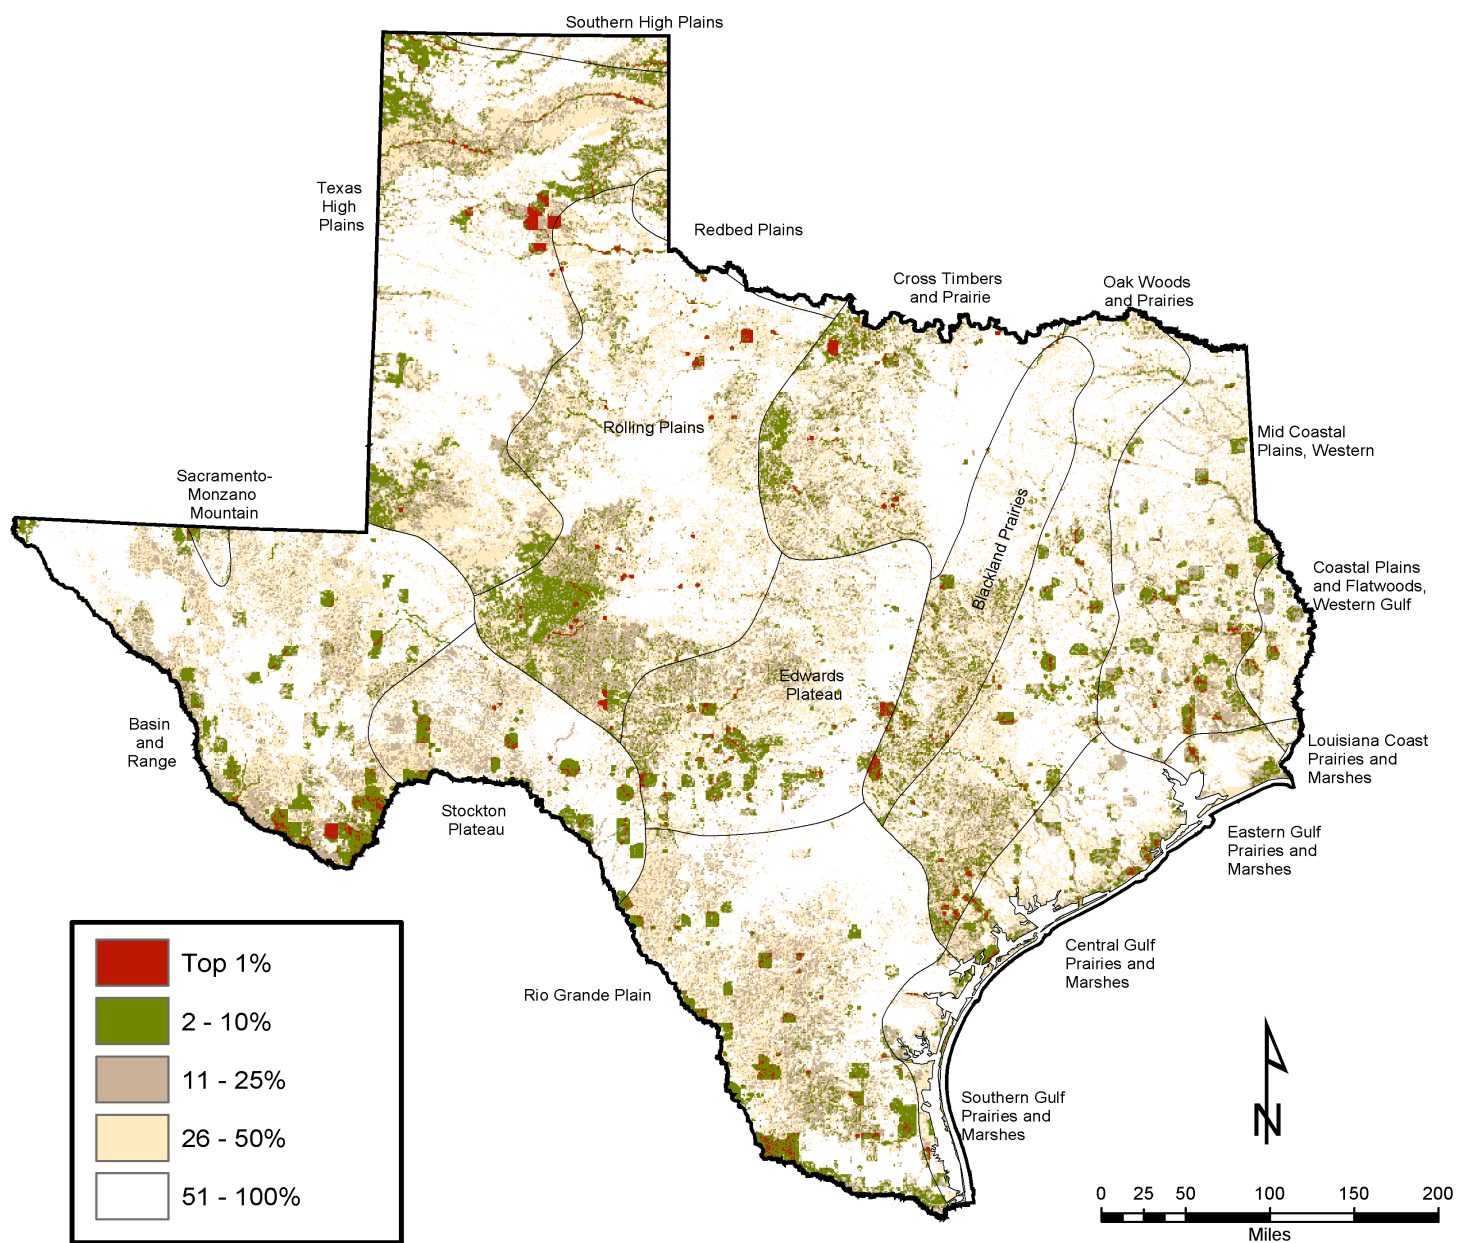 Southern High Plains
Texas
High
Plains
Redbed Plains
Cross Timbers
and Prairie
Oak Woods
and Prairies
Rolling Plains
Mid Coastal
Plains, Western
Sacramento-
Monzano
Mountain
Blackland Prairies
Coastal Plains
and Flatwoods,
Western Gulf
Edwards
Plateau
Basin
and
Range
Louisiana Coast
Prairies and
Marshes
Stockton
Plateau
Eastern Gulf
Prairies and
Marshes
Central Gulf
Prairies and
Marshes
Rio Grande Plain
Southern Gulf
Prairies and
Marshes
Top 1%
2 - 10%
11 - 25%
26 - 50%
51 - 100%
N
0 25 50 100 150 200
Miles